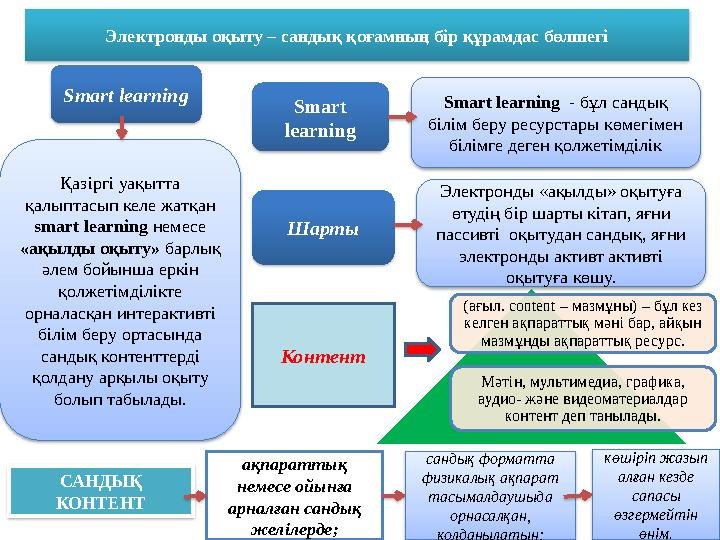 Электронды оқыту – сандық қоғамның бір құрамдас бөлшегі
Smart learning
Қазіргі уақытта
қалыптасып келе жатқан
smart learning немесе
«ақылды оқыту» барлық
әлем бойынша еркін
қолжетімділікте
орналасқан интерактивті
білім беру ортасында
сандық контенттерді
қолдану арқылы оқыту
болып табылады.
Smart
learning
Smart learning - бұл сандық
білім беру ресурстары көмегімен
білімге деген қолжетімділік
Шарты
Электронды «ақылды» оқытуға
өтудің бір шарты кітап, яғни
пассивті оқытудан сандық, яғни
электронды активт активті
оқытуға көшу.
Контент
(ағыл. content – мазмұны) – бұл кез
келген ақпараттық мәні бар, айқын
мазмұнды ақпараттық ресурс.
Мәтін, мультимедиа, графика,
аудио- және видеоматериалдар
контент деп танылады.
САНДЫҚ
КОНТЕНТ
ақпараттық
немесе ойынға
арналған сандық
желілерде;
сандық форматта
физикалық ақпарат
тасымалдаушыда
орнасалқан,
қолданылатын;
көшіріп жазып
алған кезде
сапасы
өзгермейтін
өнім.